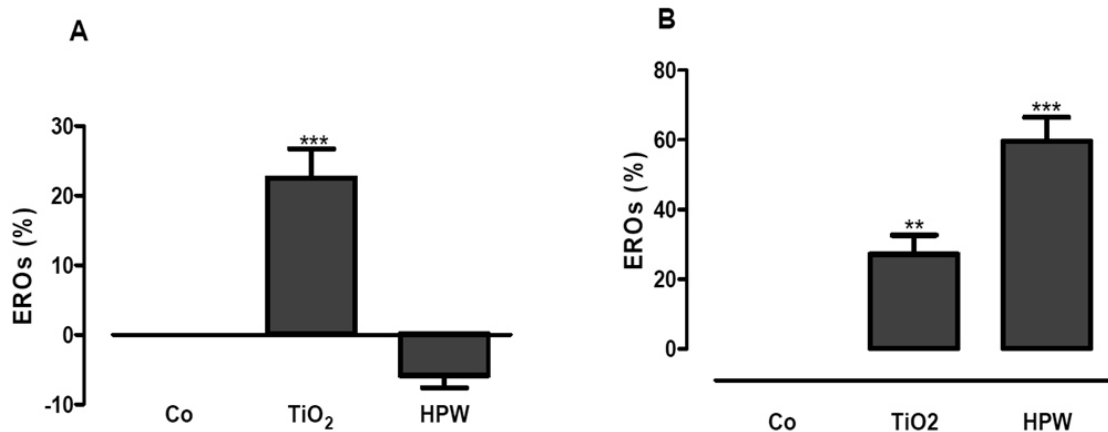 A
EROs (%)
30
20
10
0
-10
***
Co TiO₂ HPW
B
EROs (%)
80
60
40
20
0
**
***
Co TiO2 HPW